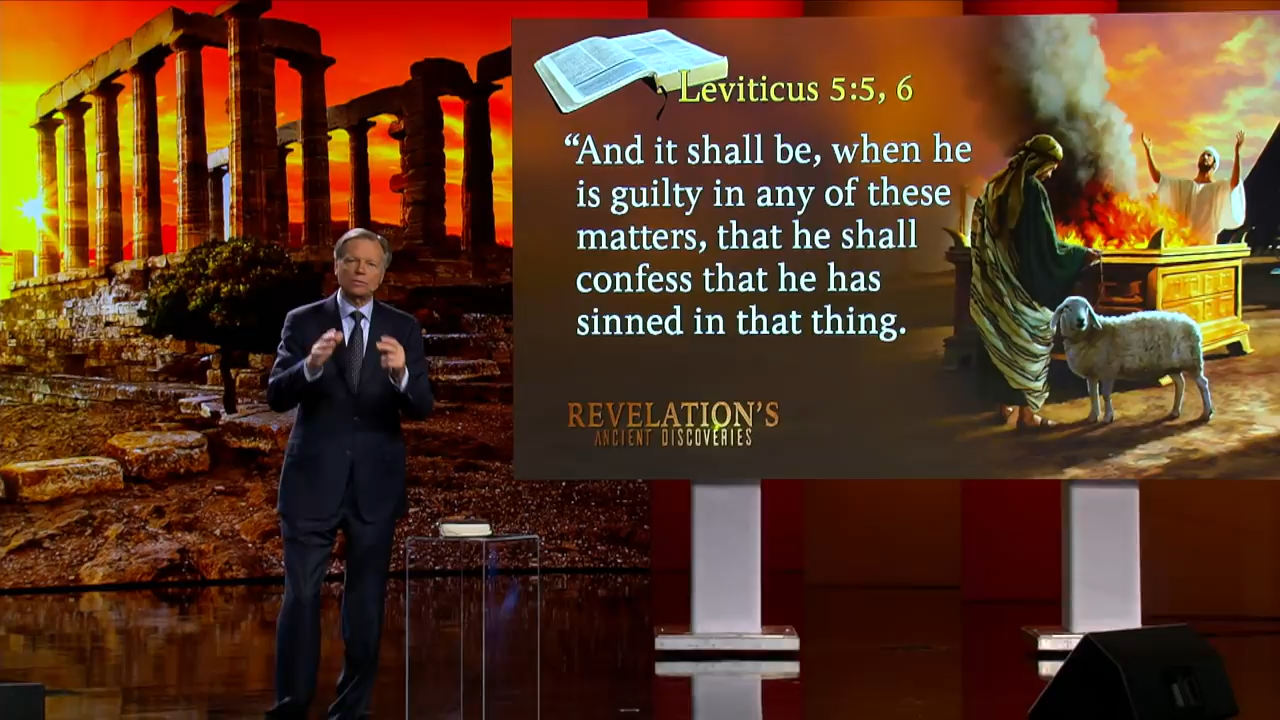 Leviticus 5:5, 6
“And it shall be, when he
is guilty in any of these
matters, that he shall
confess that he has
sinned in that thing.
REVELATION’S
ANCIENT DISCOVERIES